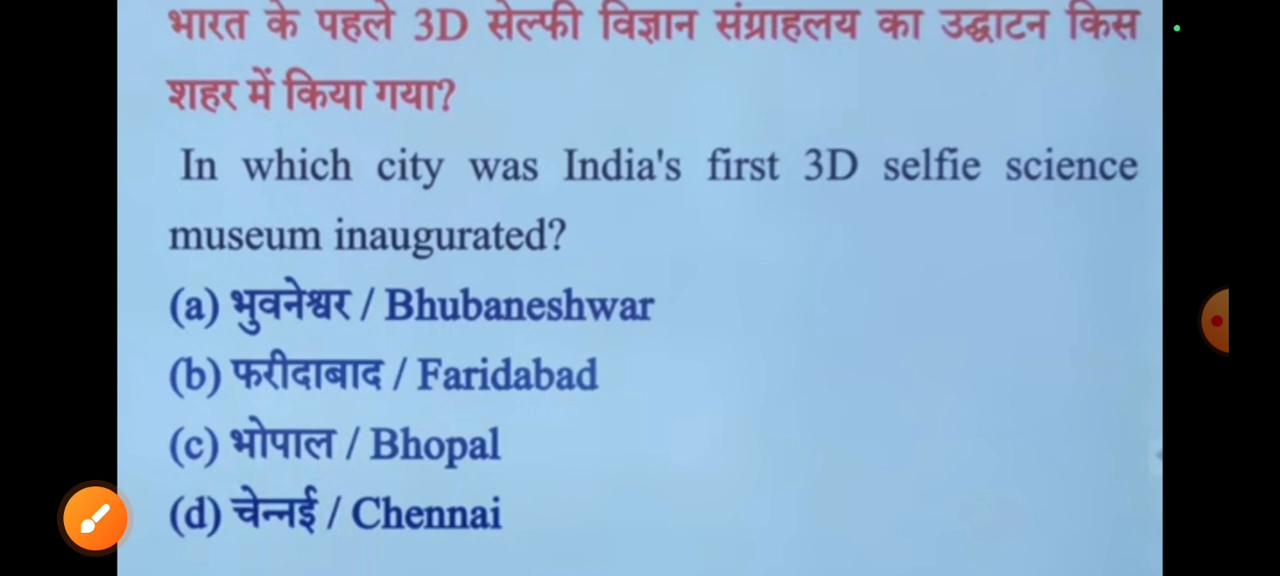 भारत के पहले 3D सेल्फी विज्ञान संग्राहलय का उद्घाटन किस
शहर में किया गया?
In which city was India's first 3D selfie science
museum inaugurated?
(a) भुवनेश्वर / Bhubaneshwar
(b) फरीदाबाद / Faridabad
(c) भोपाल / Bhopal
(d) चेन्नई / Chennai